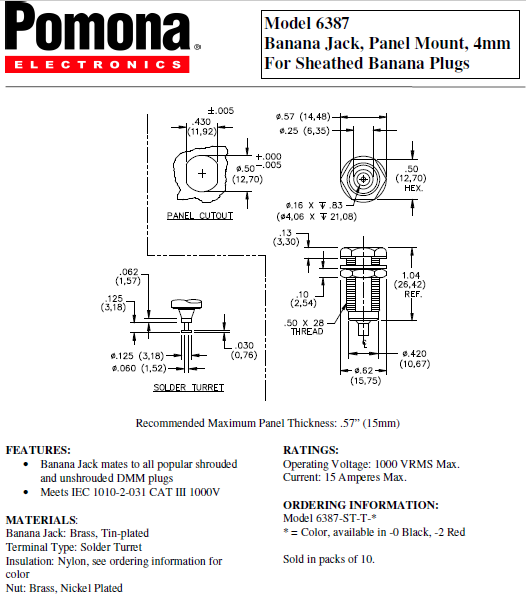 Pomona®
ELECTRONICS
Model 6387
Banana Jack, Panel Mount, 4mm
For Sheathed Banana Plugs
±.005
.430
(11,92)
+.000
-.005
ø.50
(12,70)
PANEL CUTOUT
ø.57 (14,48)
ø.25 (6,35)
.50
(12,70)
HEX.
ø.16 X ↧ .83
(ø4,06 X ↧ 21,08)
.13
(3,30)
.10
(2,54)
1.04
(26,42)
REF.
.50 X 28
THREAD
℄
ø.420
(10,67)
ø.62
(15,75)
.062
(1,57)
.125
(3,18)
.030
(0,76)
ø.125 (3,18)
ø.060 (1,52)
SOLDER TURRET
Recommended Maximum Panel Thickness: .57” (15mm)
FEATURES:
• Banana Jack mates to all popular shrouded
and unshrouded DMM plugs
• Meets IEC 1010-2-031 CAT III 1000V
MATERIALS:
Banana Jack: Brass, Tin-plated
Terminal Type: Solder Turret
Insulation: Nylon, see ordering information for
color
Nut: Brass, Nickel Plated
RATINGS:
Operating Voltage: 1000 VRMS Max.
Current: 15 Amperes Max.
ORDERING INFORMATION:
Model 6387-ST-T-*
* = Color, available in -0 Black, -2 Red
Sold in packs of 10.